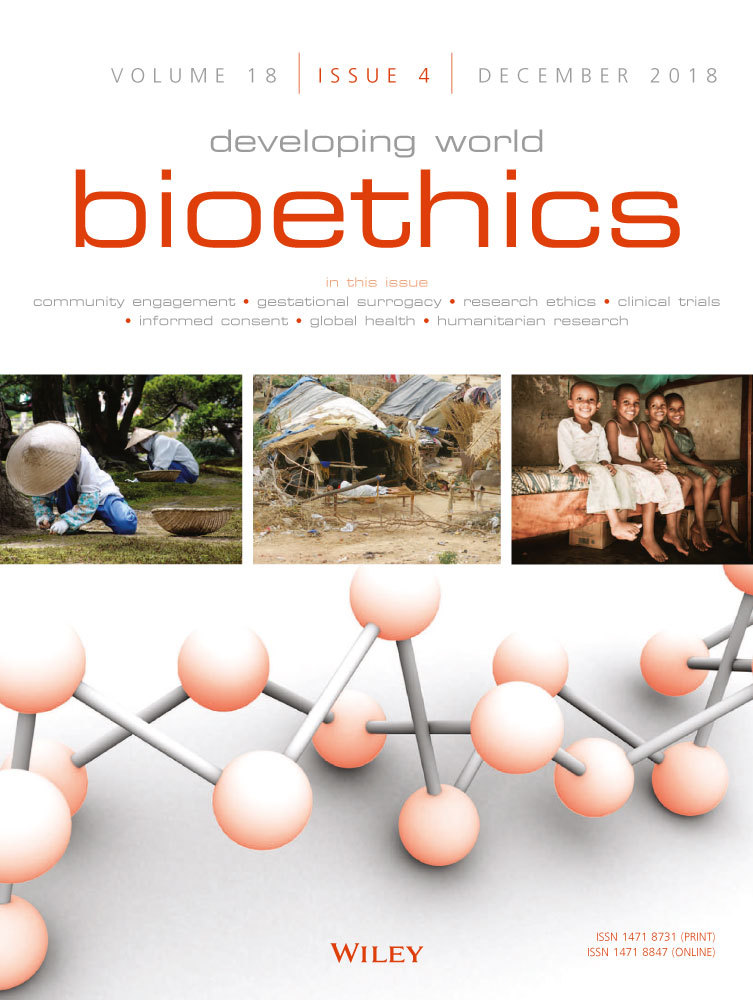 VOLUME 18 | ISSUE 4 | DECEMBER 2018
developing world
bioethics
in this issue
community engagement • gestational surrogacy • research ethics • clinical trials
• informed consent • global health • humanitarian research
WILEY
ISSN 1471 8731 (PRINT)
ISSN 1471 8847 (ONLINE)